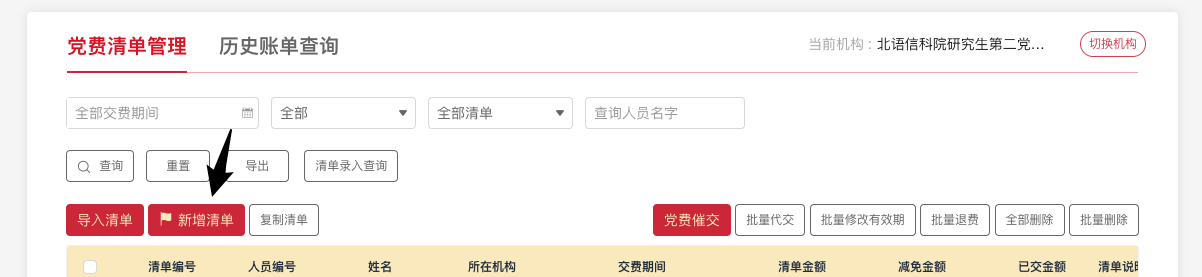 党费清单管理 历史账单查询 当前机构：北语信科院研究生第二党… 切换机构
全部交费期间 全部 全部清单 查询人员名字
查询 重置 导出 清单录入查询
导入清单 新增清单 复制清单 党费催交 批量代交 批量修改有效期 批量退费 全部删除 批量删除
清单编号 人员编号 姓名 所在机构 交费期间 清单金额 减免金额 已交金额 清单说